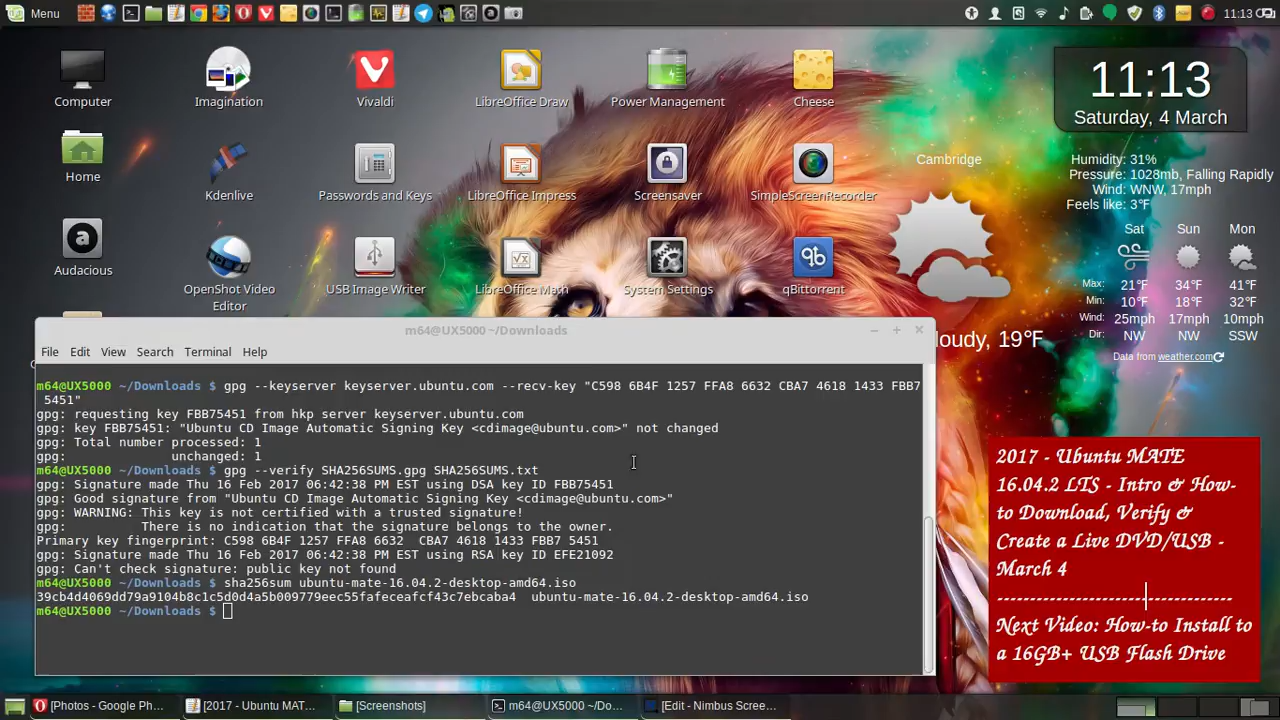 Menu
11:13
Computer
Imagination
Vivaldi
LibreOffice Draw
Power Management
Cheese
Home
Kdenlive
Passwords and Keys
LibreOffice Impress
Screensaver
SimpleScreenRecorder
Audacious
OpenShot Video
Editor
USB Image Writer
LibreOffice Math
System Settings
qBittorrent
11:13
Saturday, 4 March
Cambridge
Humidity: 31%
Pressure: 1028mb, Falling Rapidly
Wind: WNW, 17mph
Feels like: 3°F
Sat Sun Mon
Max: 21°F 34°F 41°F
Min: 10°F 18°F 32°F
Wind: 25mph 17mph 10mph
Dir: NW NW SSW
loudy, 19°F
Data from weather.com
m64@UX5000 ~/Downloads
File Edit View Search Terminal Help
m64@UX5000 ~/Downloads $ gpg --keyserver keyserver.ubuntu.com --recv-key "C598 6B4F 1257 FFA8 6632 CBA7 4618 1433 FBB7
5451"
gpg: requesting key FBB75451 from hkp server keyserver.ubuntu.com
gpg: key FBB75451: "Ubuntu CD Image Automatic Signing Key <cdimage@ubuntu.com>" not changed
gpg: Total number processed: 1
gpg: unchanged: 1
m64@UX5000 ~/Downloads $ gpg --verify SHA256SUMS.gpg SHA256SUMS.txt
gpg: Signature made Thu 16 Feb 2017 06:42:38 PM EST using DSA key ID FBB75451
gpg: Good signature from "Ubuntu CD Image Automatic Signing Key <cdimage@ubuntu.com>"
gpg: WARNING: This key is not certified with a trusted signature!
gpg: There is no indication that the signature belongs to the owner.
Primary key fingerprint: C598 6B4F 1257 FFA8 6632 CBA7 4618 1433 FBB7 5451
gpg: Signature made Thu 16 Feb 2017 06:42:38 PM EST using RSA key ID EFE21092
gpg: Can't check signature: public key not found
m64@UX5000 ~/Downloads $ sha256sum ubuntu-mate-16.04.2-desktop-amd64.iso
39cb4d4069dd79a9104b8c1c5d0d4a5b009779eec55fafeceafcf43c7ebcaba4 ubuntu-mate-16.04.2-desktop-amd64.iso
m64@UX5000 ~/Downloads $
2017 - Ubuntu MATE
16.04.2 LTS - Intro & How-
to Download, Verify &
Create a Live DVD/USB -
March 4
-----------------------------------
Next Video: How-to Install to
a 16GB+ USB Flash Drive
[Photos - Google Ph...
[2017 - Ubuntu MAT...
[Screenshots]
m64@UX5000 ~/Do...
[Edit - Nimbus Scree...